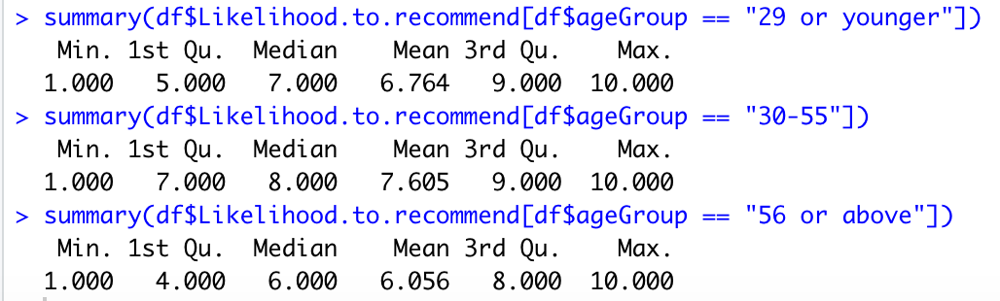 > summary(df$Likelihood.to.recommend[df$ageGroup == "29 or younger"])
   Min. 1st Qu.  Median    Mean 3rd Qu.    Max.
  1.000   5.000   7.000   6.764   9.000  10.000
> summary(df$Likelihood.to.recommend[df$ageGroup == "30-55"])
   Min. 1st Qu.  Median    Mean 3rd Qu.    Max.
  1.000   7.000   8.000   7.605   9.000  10.000
> summary(df$Likelihood.to.recommend[df$ageGroup == "56 or above"])
   Min. 1st Qu.  Median    Mean 3rd Qu.    Max.
  1.000   4.000   6.000   6.056   8.000  10.000